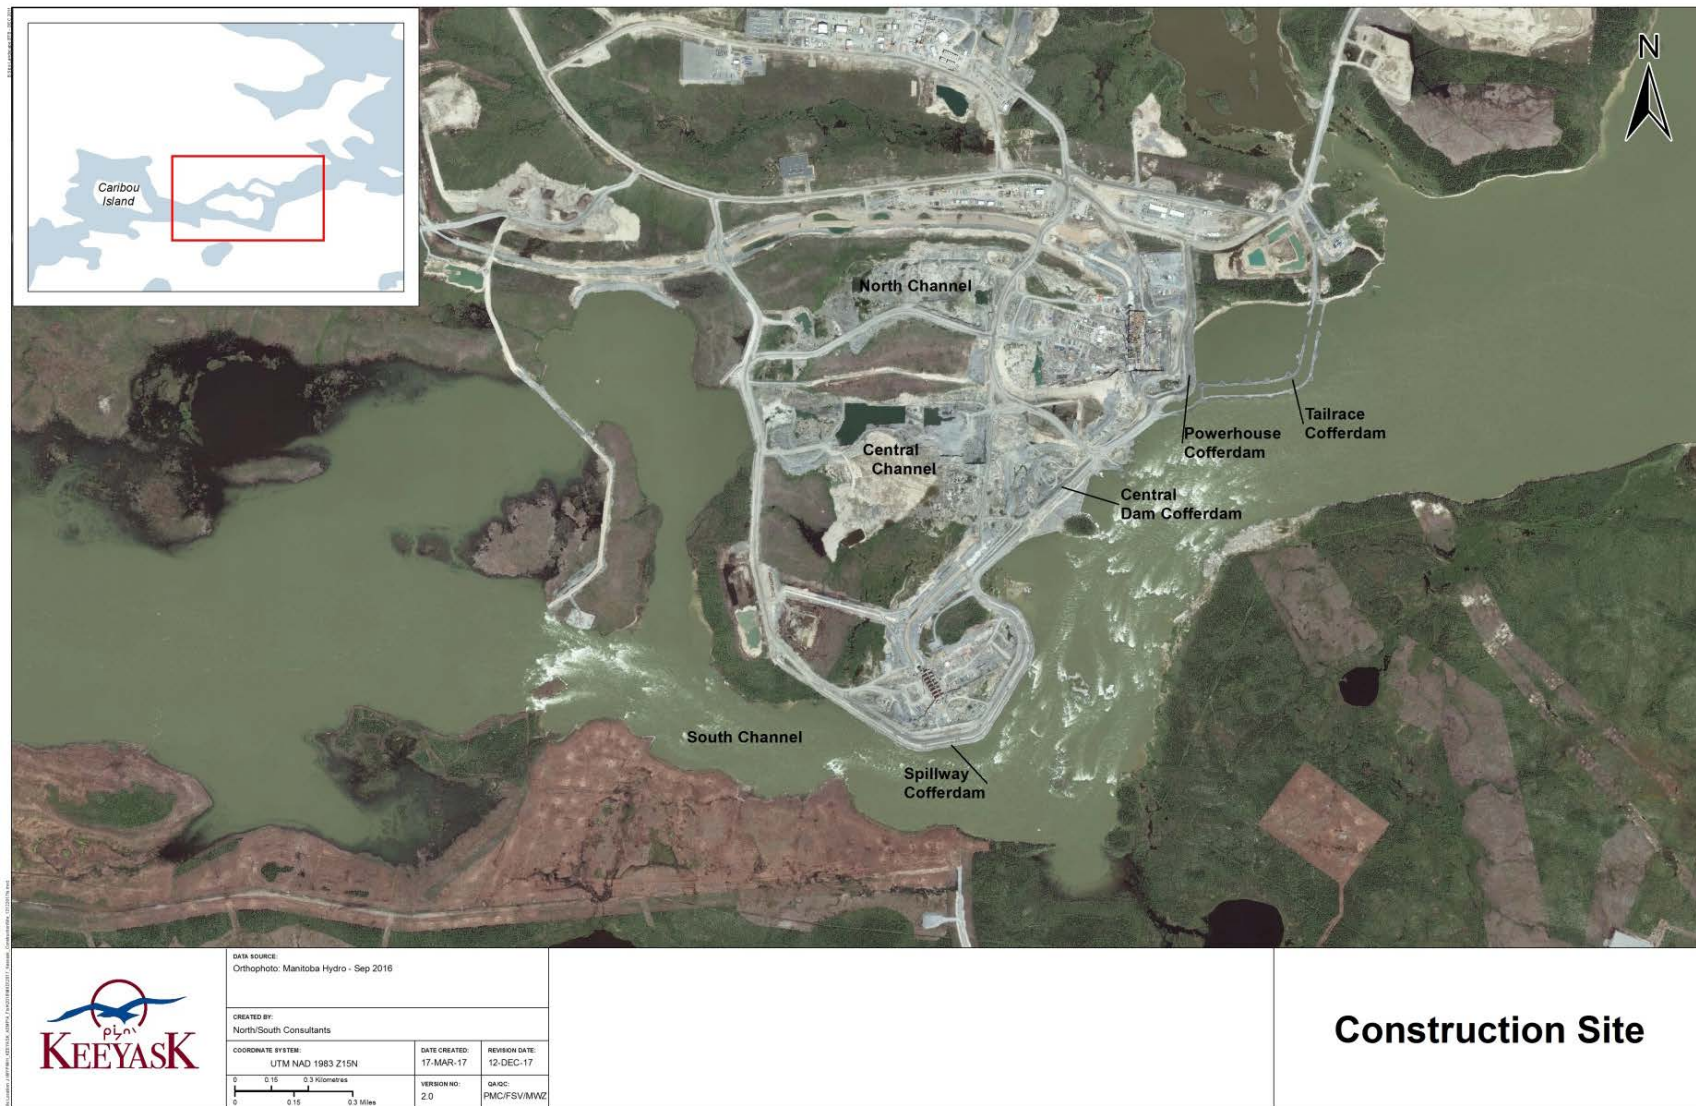 Caribou
Island
N
North Channel
Central
Channel
Powerhouse
Cofferdam
Tailrace
Cofferdam
Central
Dam Cofferdam
South Channel
Spillway
Cofferdam
KEEYASK
DATA SOURCE:
Orthophoto: Manitoba Hydro - Sep 2016
CREATED BY:
North/South Consultants
COORDINATE SYSTEM:
UTM NAD 1983 Z15N
DATE CREATED:
17-MAR-17
REVISION DATE:
12-DEC-17
0 0.15 0.3 Kilometres
0 0.15 0.3 Miles
VERSION NO:
2.0
QA/QC:
PMC/FSV/MWZ
Construction Site